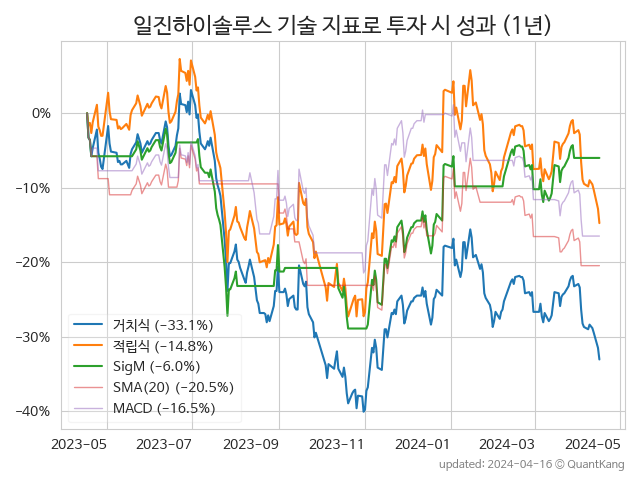 일진하이솔루스 기술 지표로 투자 시 성과 (1년)
0%
−10%
−20%
−30%
−40%
거치식 (−33.1%)
적립식 (−14.8%)
SigM (−6.0%)
SMA(20) (−20.5%)
MACD (−16.5%)
2023-05 2023-07 2023-09 2023-11 2024-01 2024-03 2024-05
updated: 2024-04-16 © QuantKang